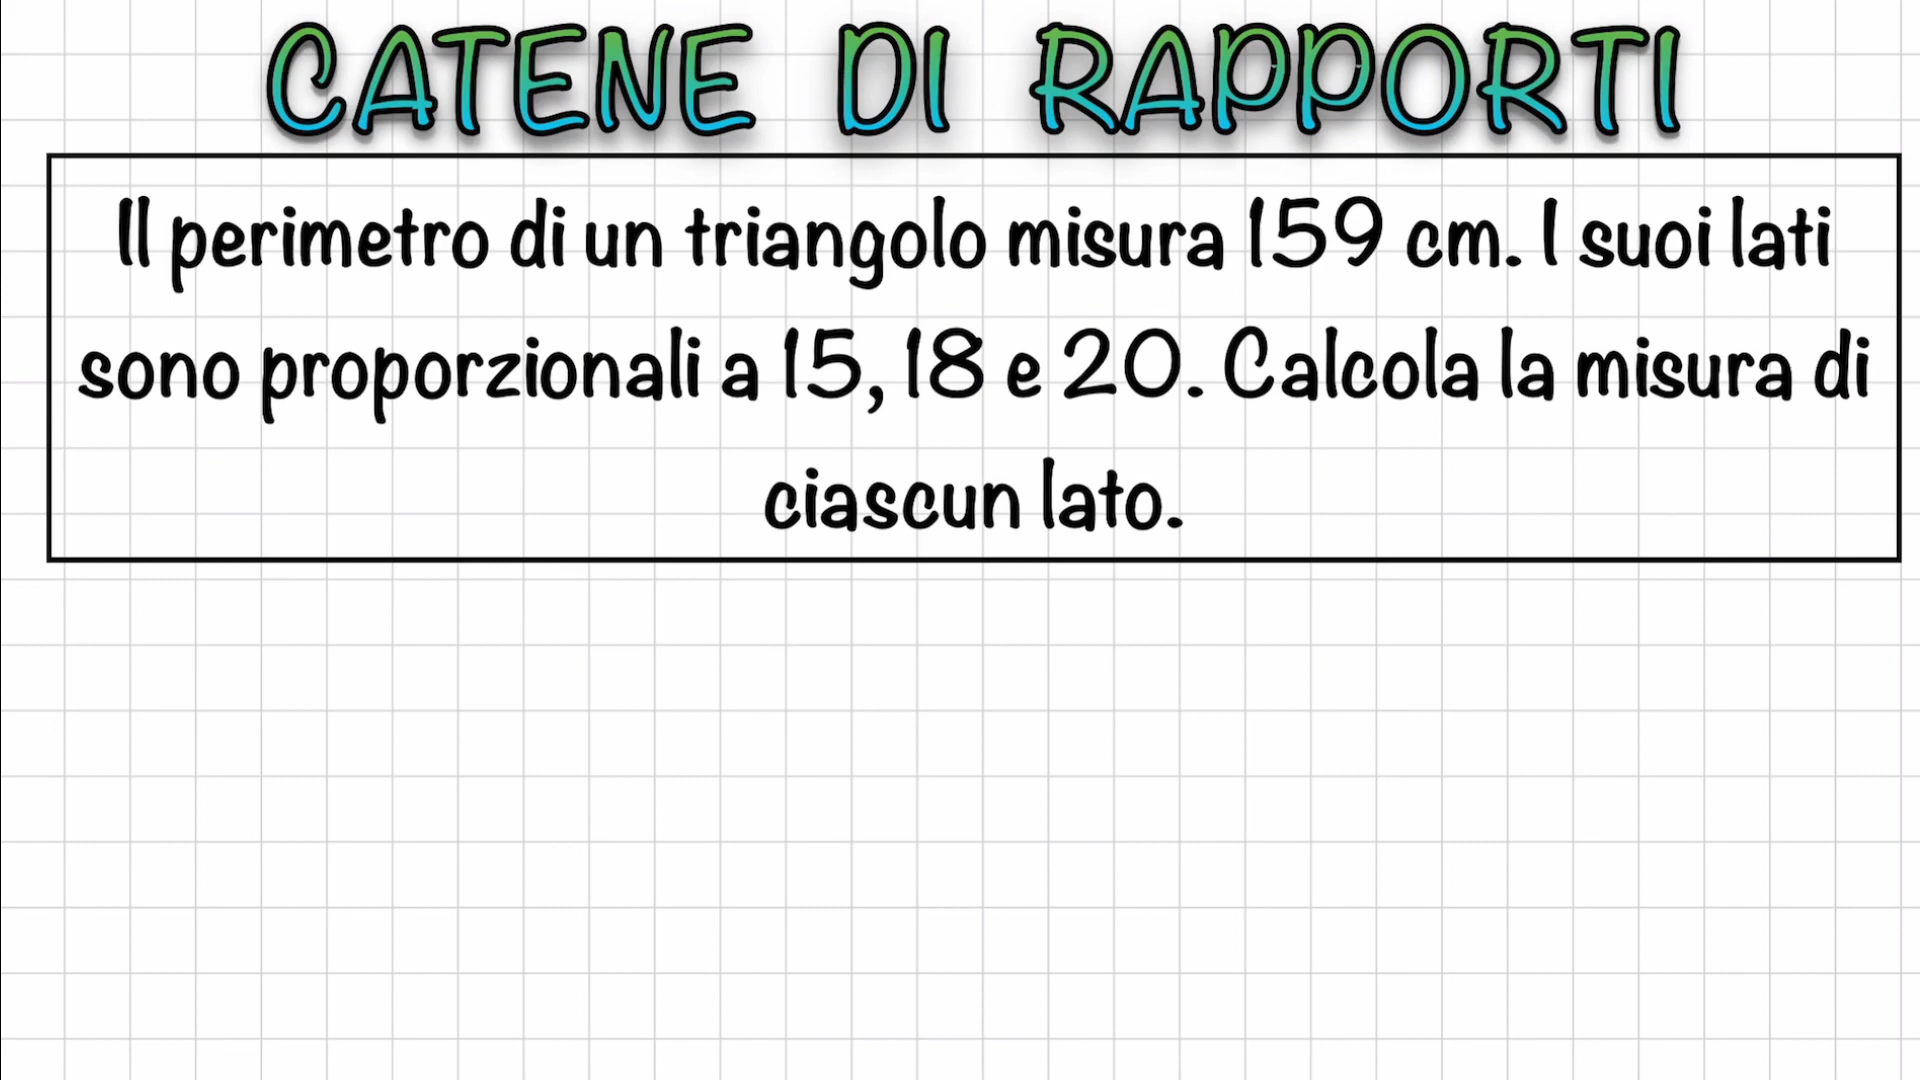 CATENE DI RAPPORTI
Il perimetro di un triangolo misura 159 cm. I suoi lati
sono proporzionali a 15, 18 e 20. Calcola la misura di
ciascun lato.